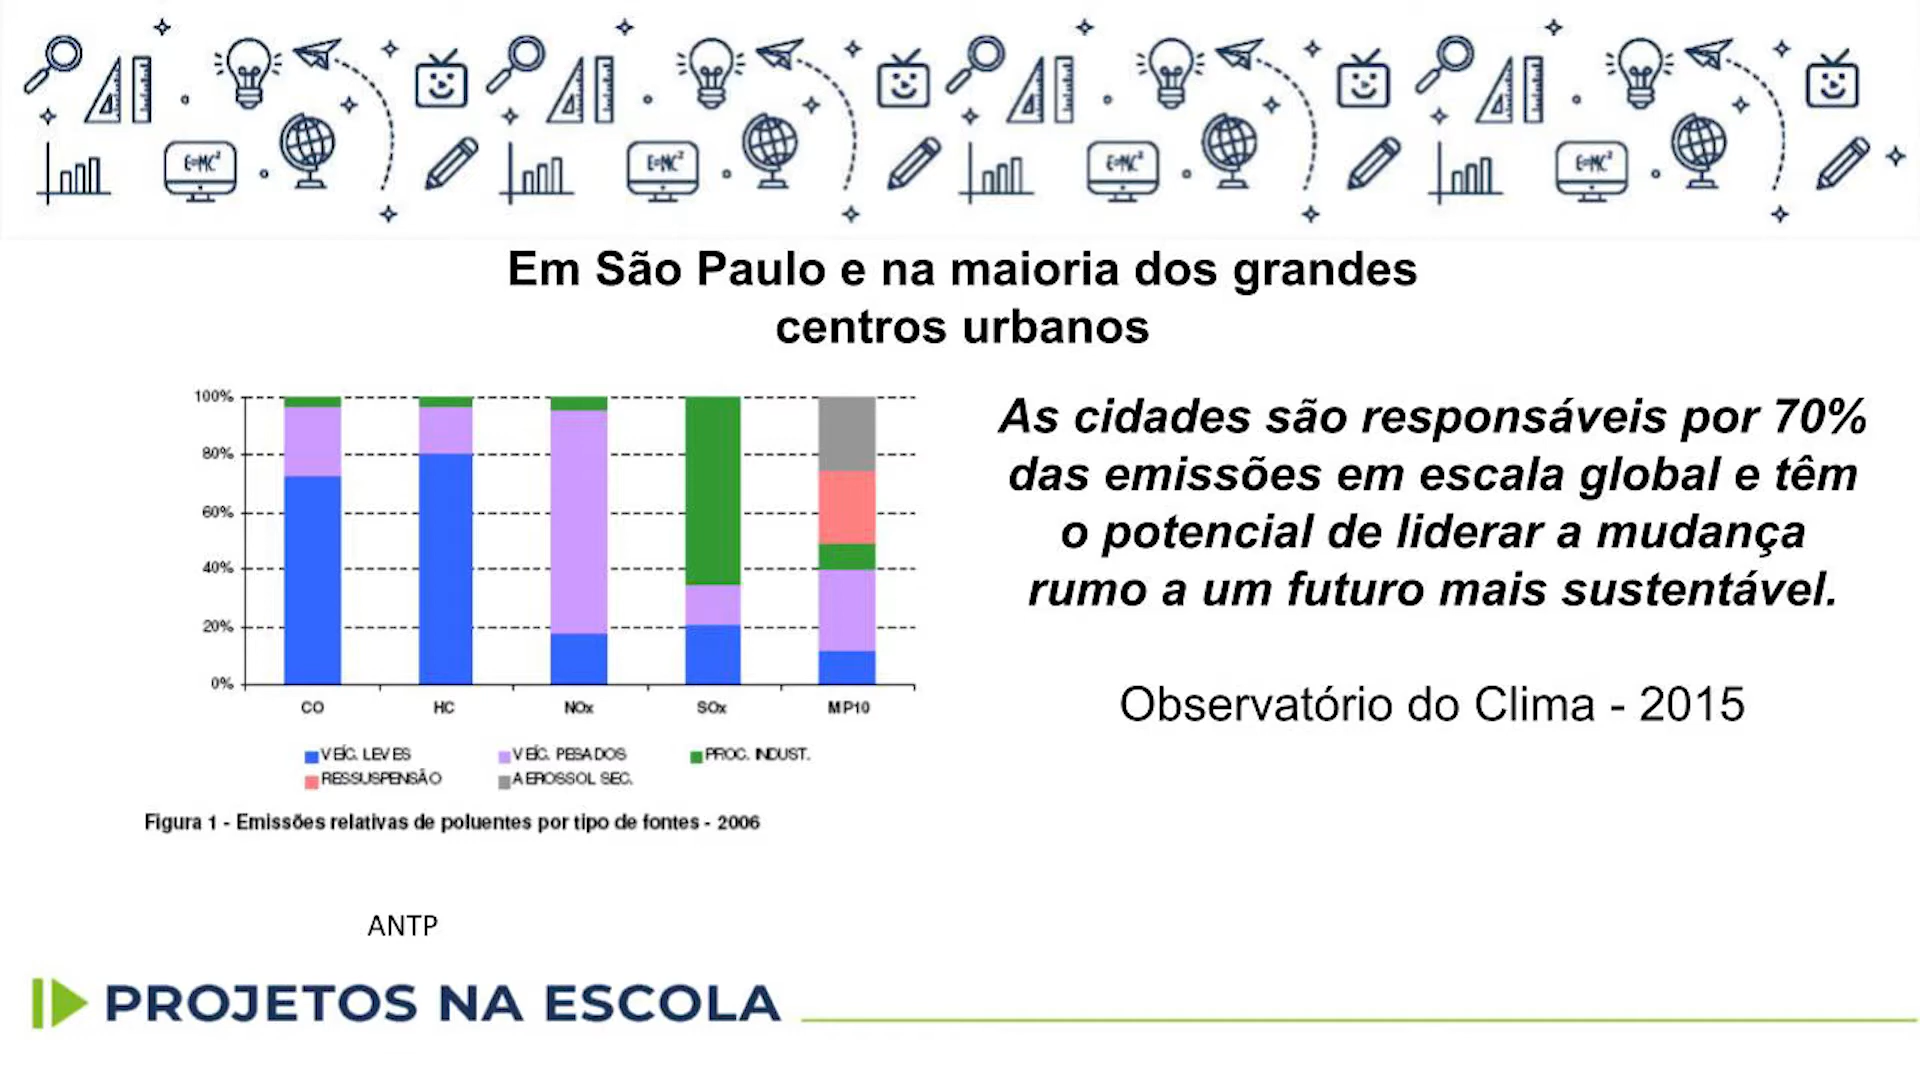 E=MC² E=MC² E=MC² E=MC²
Em São Paulo e na maioria dos grandes
centros urbanos
100%
80%
60%
40%
20%
0%
CO HC NOx SOx MP10
VEÍC. LEVES VEÍC. PESADOS PROC. INDUST.
RESSUSPENSÃO AEROSSOL SEC.
Figura 1 - Emissões relativas de poluentes por tipo de fontes - 2006
As cidades são responsáveis por 70%
das emissões em escala global e têm
o potencial de liderar a mudança
rumo a um futuro mais sustentável.
Observatório do Clima - 2015
ANTP
PROJETOS NA ESCOLA